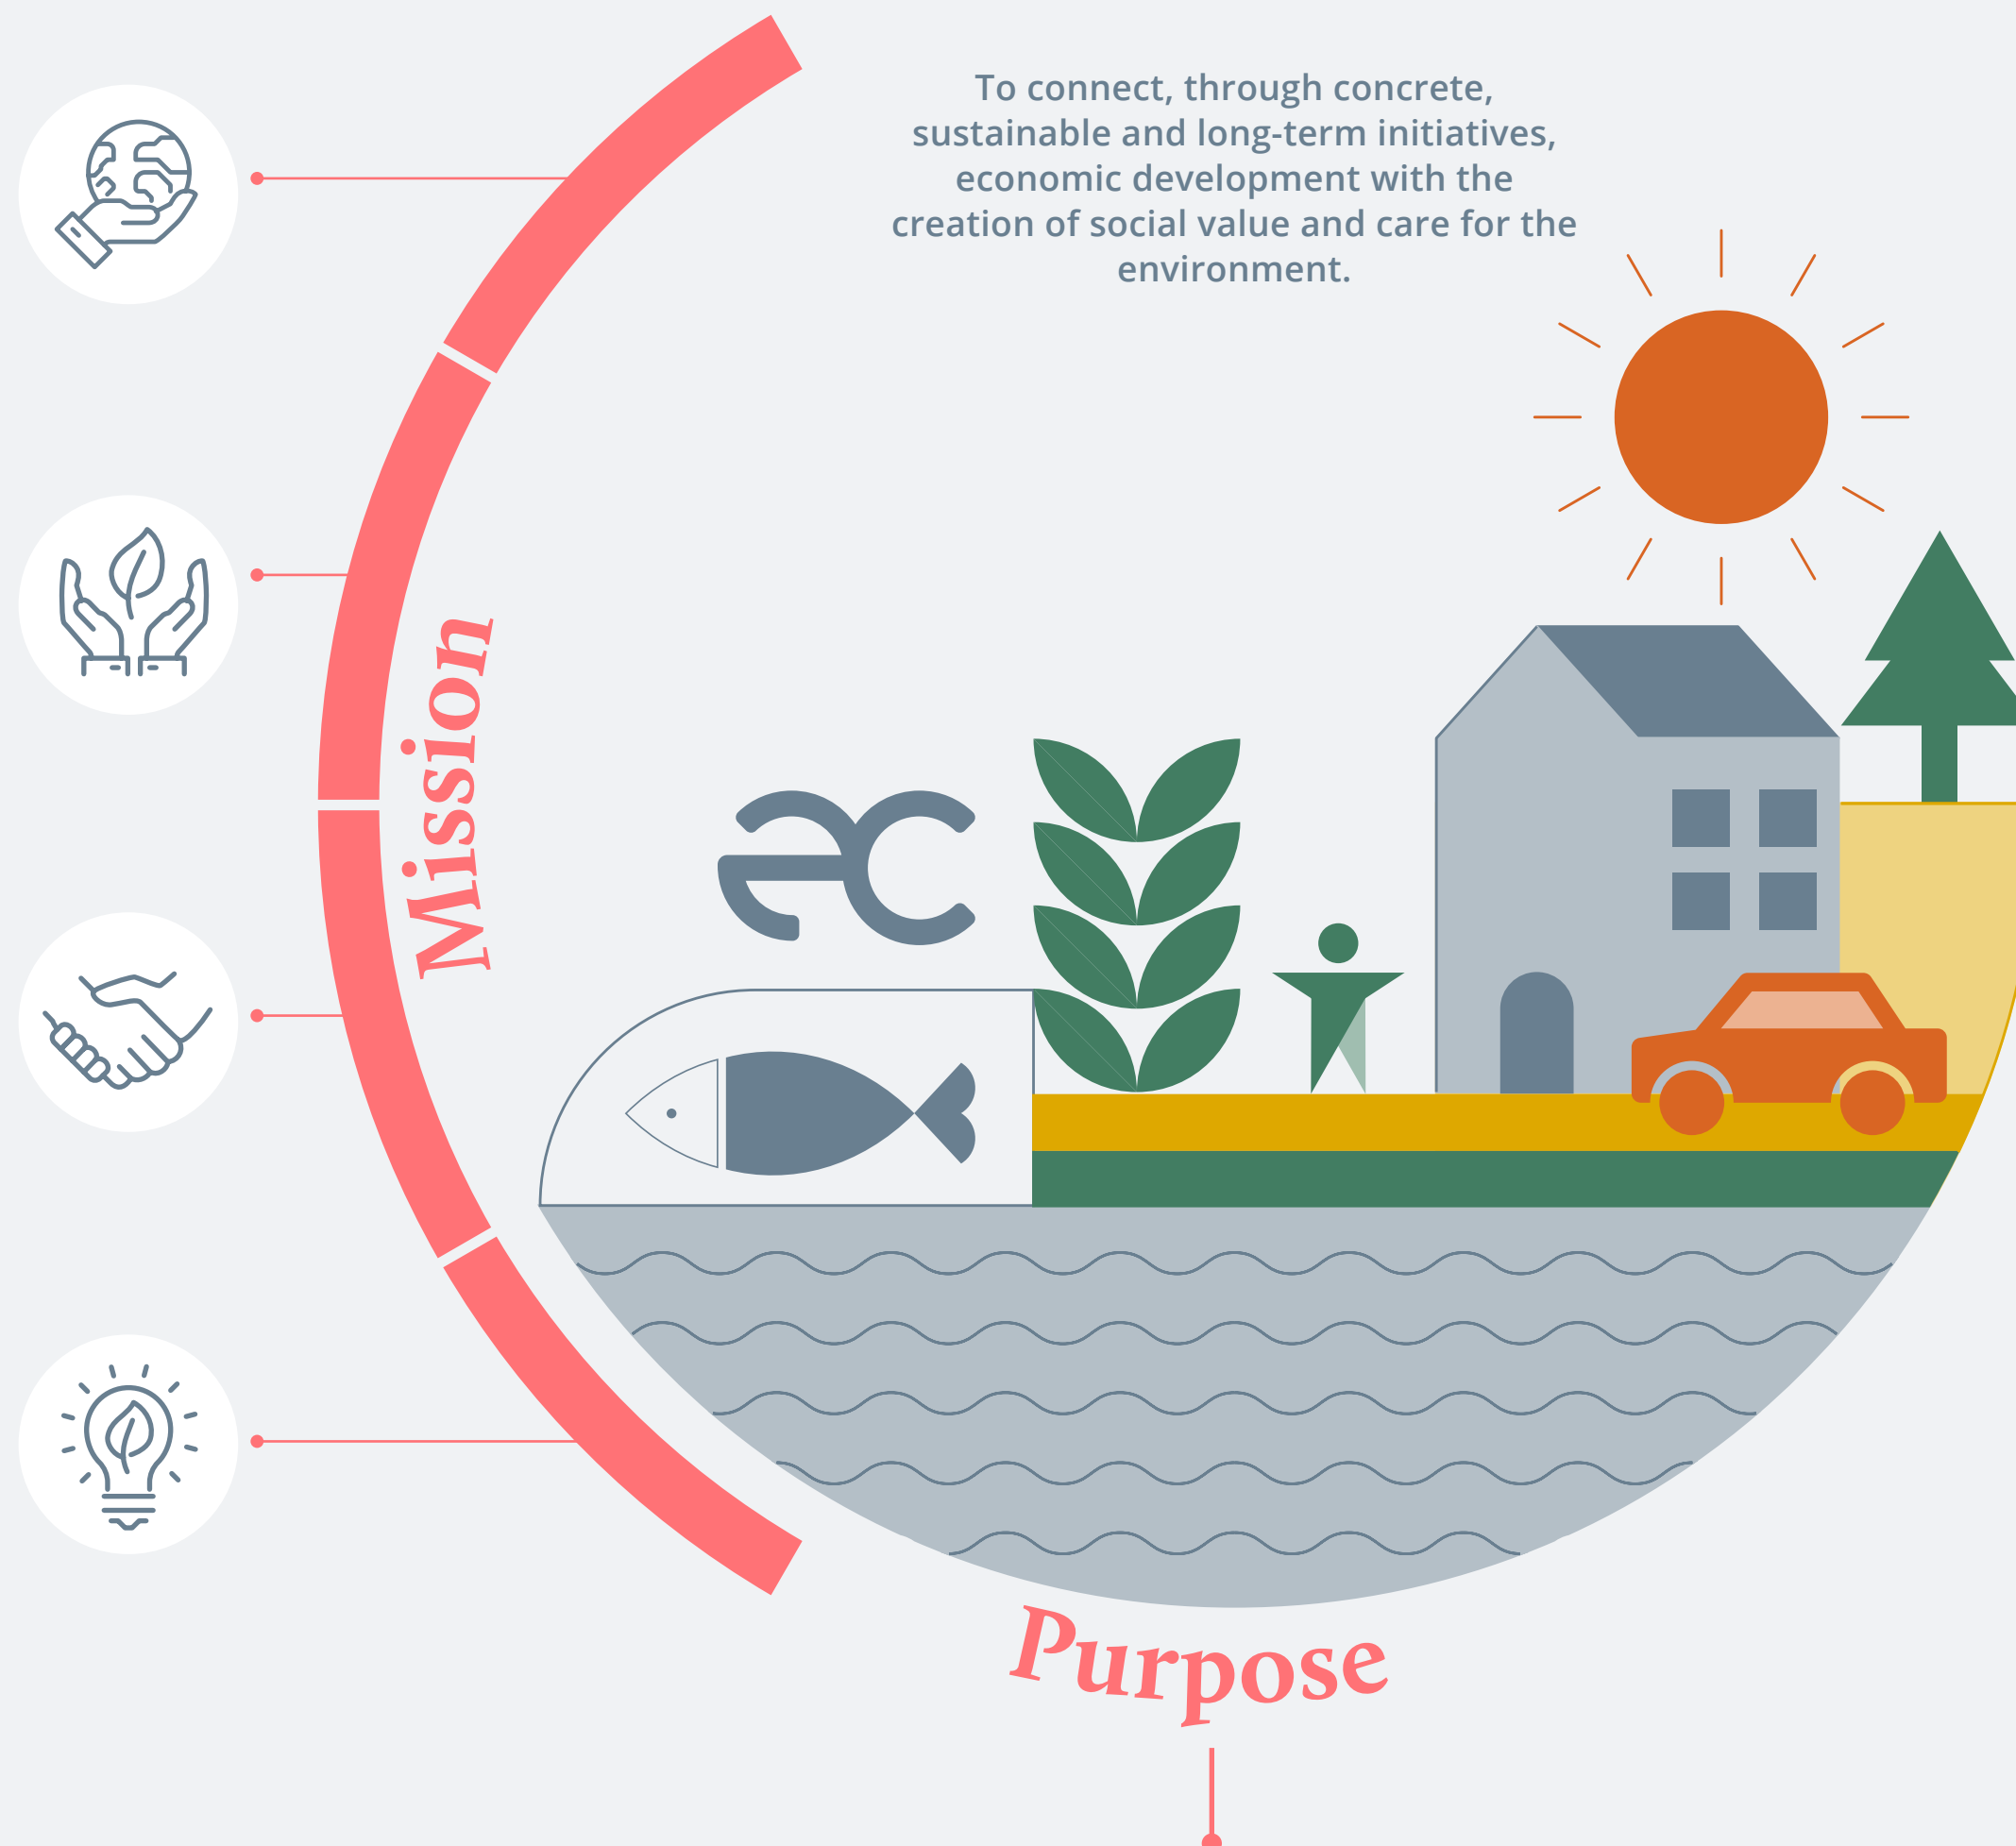 To connect, through concrete,
sustainable and long-term initiatives,
economic development with the
creation of social value and care for the
environment.
Mission
Purpose